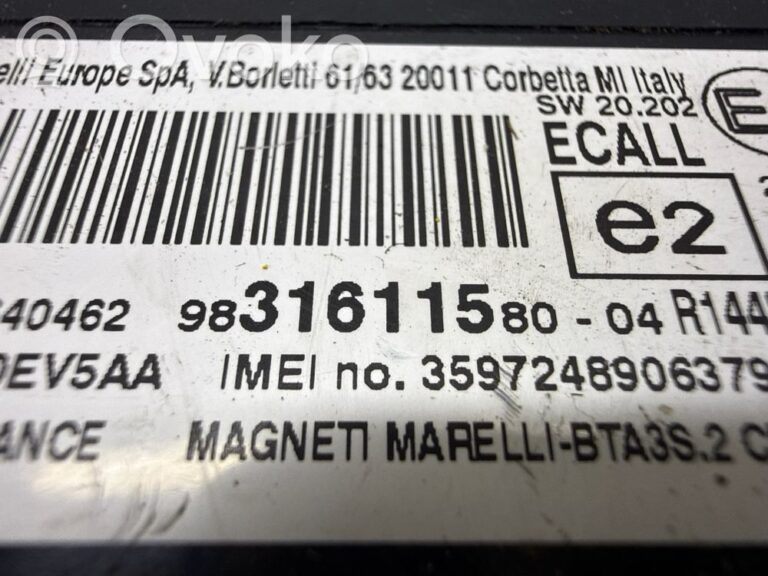 © Ovoko
elli Europe SpA, V.Borletti 61/63 20011 Corbetta MI Italy
SW 20.202
ECALL
E
e2
40462 9831611580 - 04 R144
DEV5AA IMEI no. 3597248906379
ANCE MAGNETI MARELLI-BTA3S.2 C